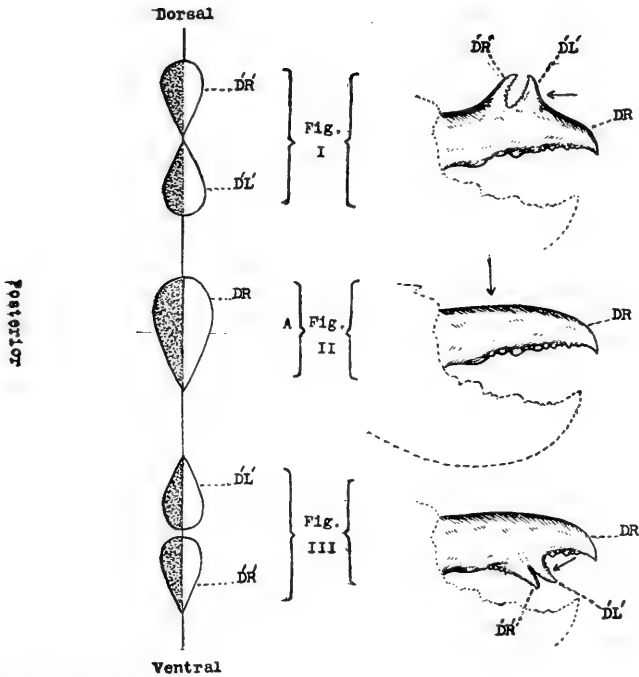 Dorsal
'DR'
'DL'
Fig.
I
'DR'
'DL'
DR
Posterior
DR
A
Fig.
II
DR
'DL'
'DR'
Fig.
III
DR
'DL'
'DR'
Ventral